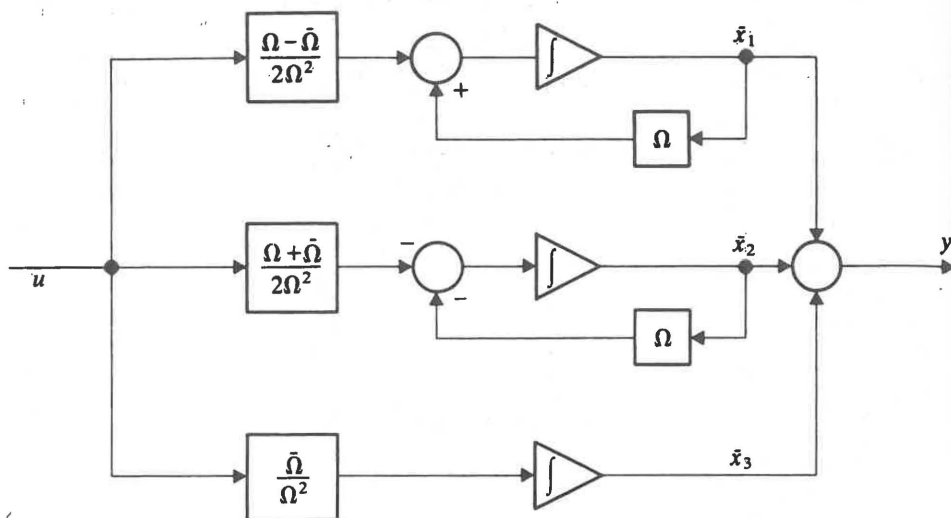 Ω − Ω̄
2Ω²
+
∫
x̄₁
Ω
u
Ω + Ω̄
2Ω²
−
−
∫
x̄₂
Ω
y
Ω̄
Ω²
∫
x̄₃